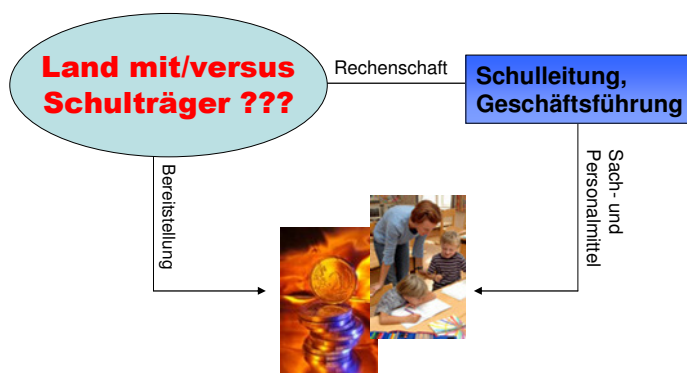 Land mit/versus
Schulträger ???
Rechenschaft
Schulleitung,
Geschäftsführung
Bereitstellung
Sach- und
Personalmittel